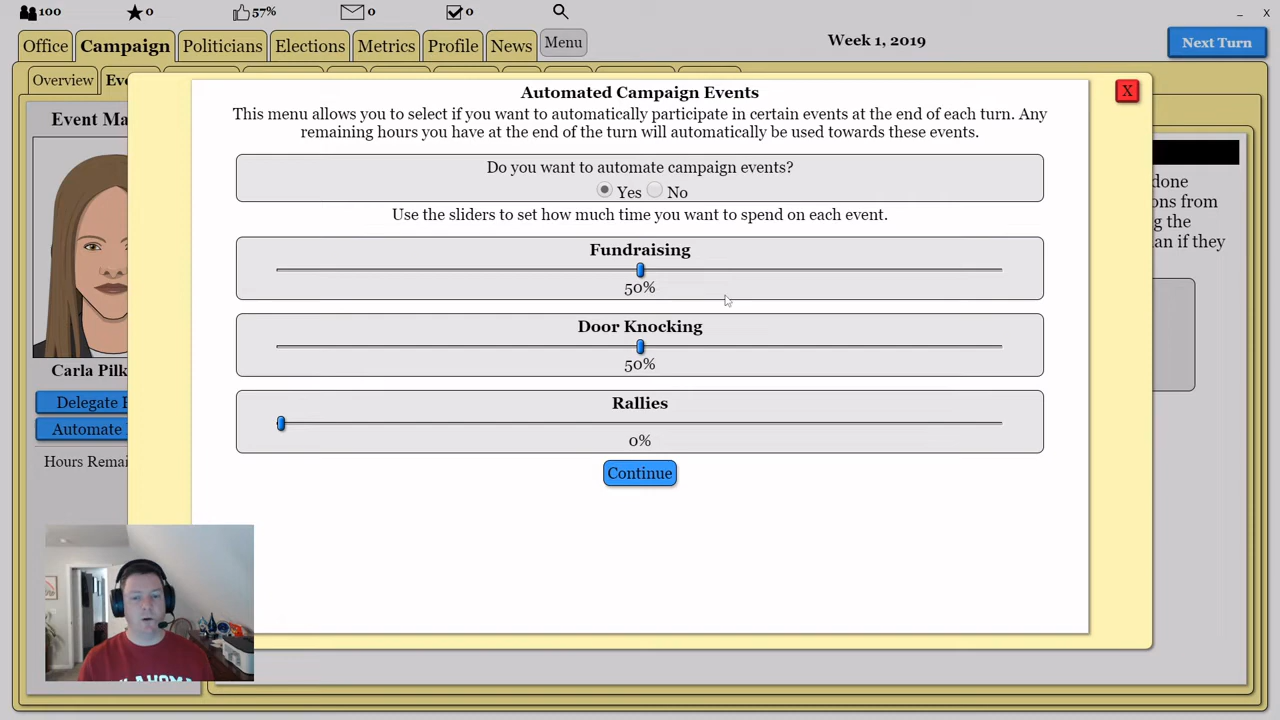 100 0 57% 0 0
_ X
Office Campaign Politicians Elections Metrics Profile News Menu
Week 1, 2019
Next Turn
Overview Eve
Automated Campaign Events
X
This menu allows you to select if you want to automatically participate in certain events at the end of each turn. Any
remaining hours you have at the end of the turn will automatically be used towards these events.
Do you want to automate campaign events?
Yes No
Use the sliders to set how much time you want to spend on each event.
Fundraising
50%
Door Knocking
50%
Rallies
0%
Continue
Event Ma
Carla Pilk
Delegate
Automate
Hours Remai
done
ons from
g the
an if they